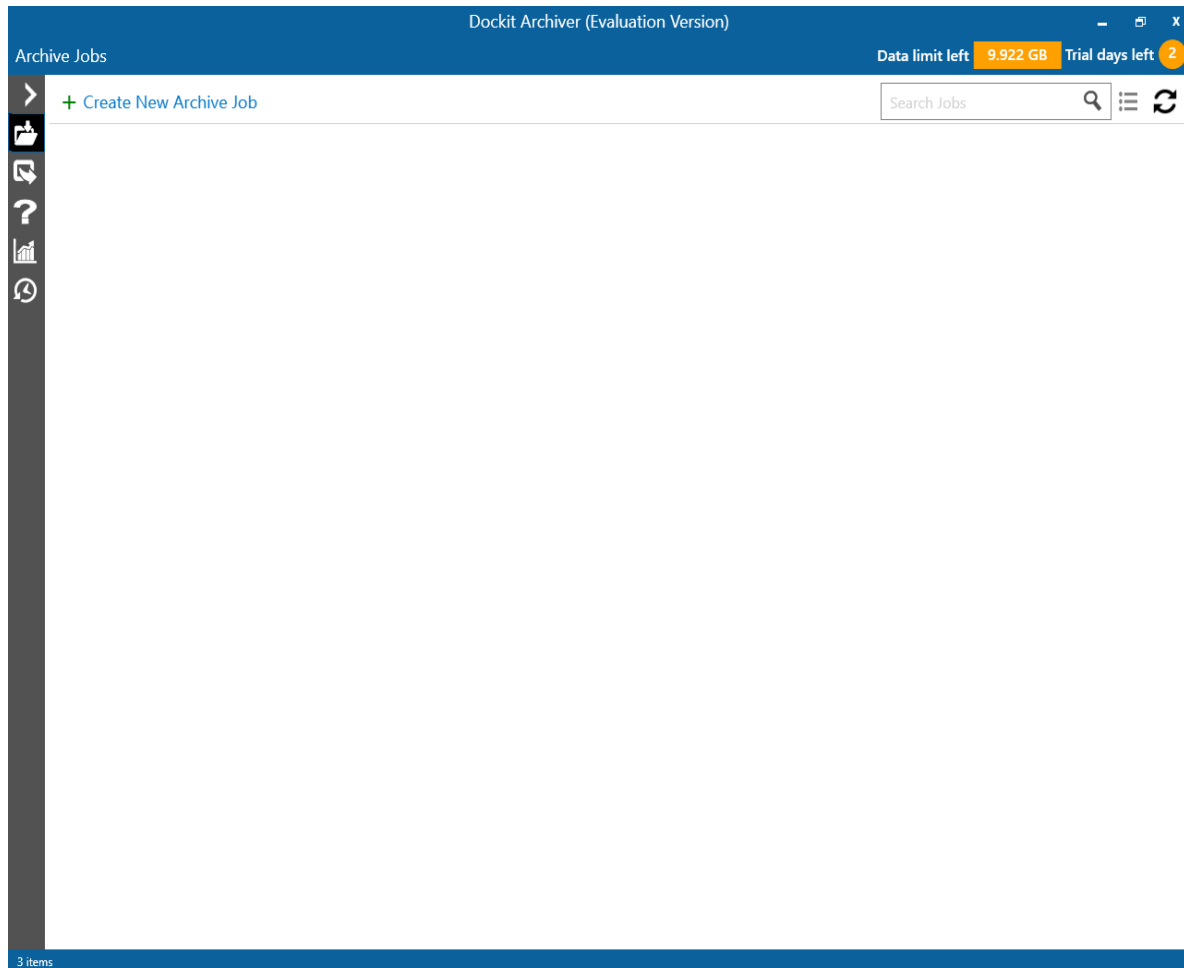 Dockit Archiver (Evaluation Version)
Archive Jobs
Data limit left 9.922 GB Trial days left 2
+ Create New Archive Job
Search Jobs
3 items